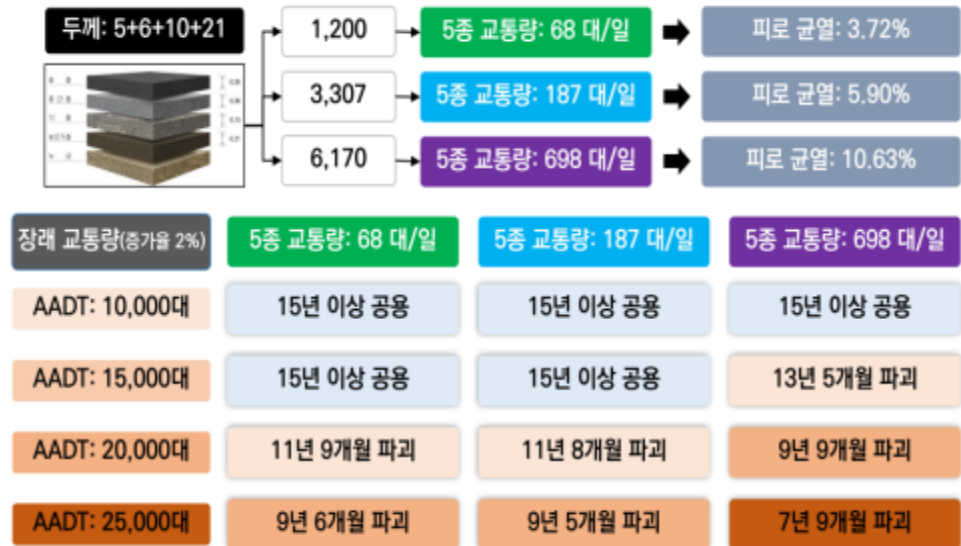 두께: 5+6+10+21
1,200
5종 교통량: 68 대/일
피로 균열: 3.72%
3,307
5종 교통량: 187 대/일
피로 균열: 5.90%
6,170
5종 교통량: 698 대/일
피로 균열: 10.63%
장래 교통량(증가율 2%)
5종 교통량: 68 대/일
5종 교통량: 187 대/일
5종 교통량: 698 대/일
AADT: 10,000대
15년 이상 공용
15년 이상 공용
15년 이상 공용
AADT: 15,000대
15년 이상 공용
15년 이상 공용
13년 5개월 파괴
AADT: 20,000대
11년 9개월 파괴
11년 8개월 파괴
9년 9개월 파괴
AADT: 25,000대
9년 6개월 파괴
9년 5개월 파괴
7년 9개월 파괴